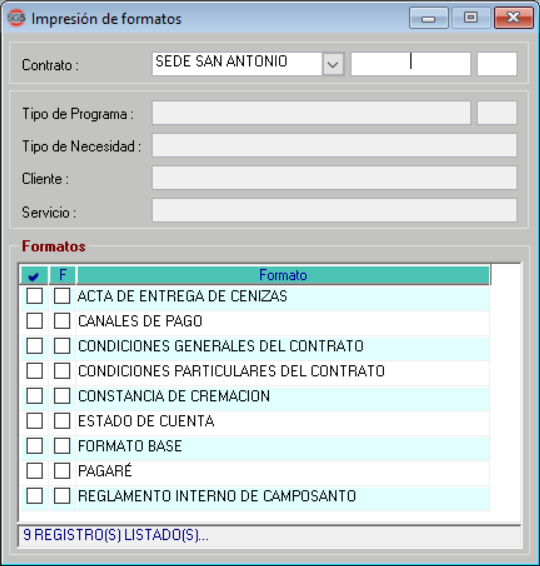 SG5 Impresión de formatos
Contrato : SEDE SAN ANTONIO
Tipo de Programa :
Tipo de Necesidad :
Cliente :
Servicio :
Formatos
F Formato
ACTA DE ENTREGA DE CENIZAS
CANALES DE PAGO
CONDICIONES GENERALES DEL CONTRATO
CONDICIONES PARTICULARES DEL CONTRATO
CONSTANCIA DE CREMACION
ESTADO DE CUENTA
FORMATO BASE
PAGARÉ
REGLAMENTO INTERNO DE CAMPOSANTO
9 REGISTRO(S) LISTADO(S)...